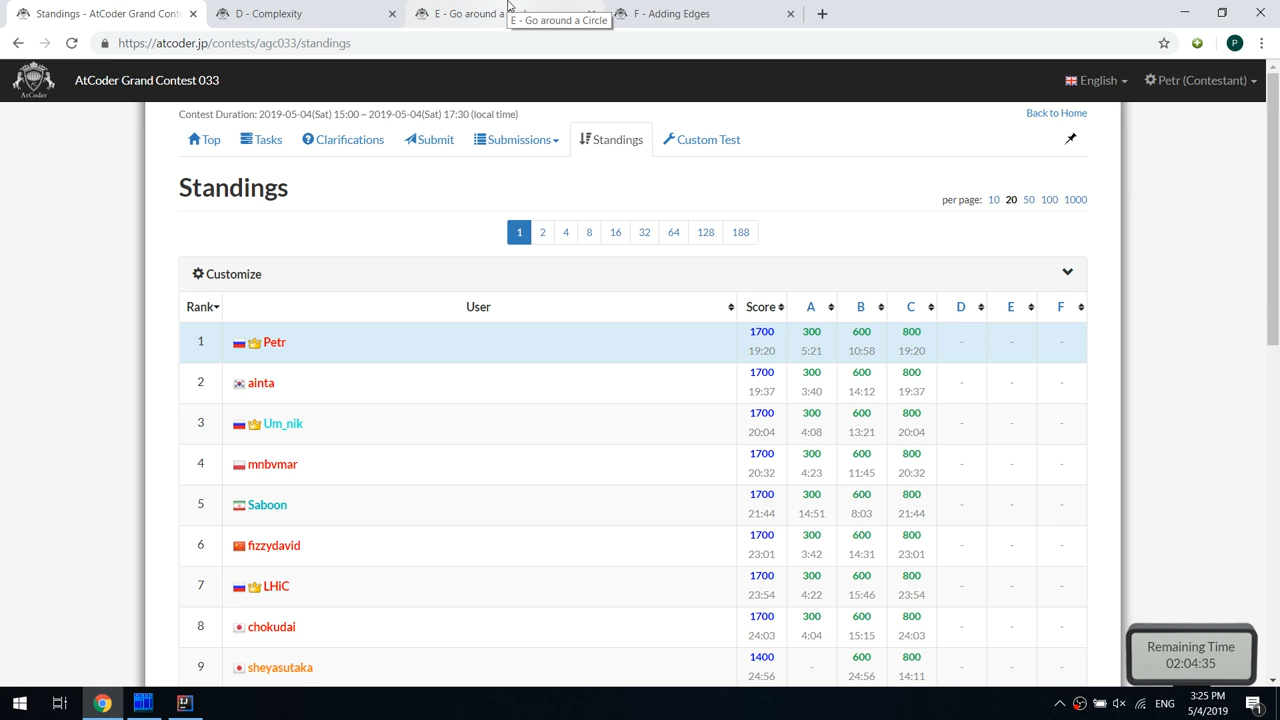 Standings - AtCoder Grand Cont
D - Complexity
E - Go around a
F - Adding Edges
E - Go around a Circle
https://atcoder.jp/contests/agc033/standings
P
AtCoder
AtCoder Grand Contest 033
English
Petr (Contestant)
Contest Duration: 2019-05-04(Sat) 15:00 ~ 2019-05-04(Sat) 17:30 (local time)
Back to Home
Top
Tasks
Clarifications
Submit
Submissions
Standings
Custom Test
Standings
per page: 10 20 50 100 1000
1 2 4 8 16 32 64 128 188
Customize
Rank User Score A B C D E F
1 Petr 1700 300 600 800 - - -
19:20 5:21 10:58 19:20
2 ainta 1700 300 600 800 - - -
19:37 3:40 14:12 19:37
3 Um_nik 1700 300 600 800 - - -
20:04 4:08 13:21 20:04
4 mnbvmar 1700 300 600 800 - - -
20:32 4:23 11:45 20:32
5 Saboon 1700 300 600 800 - - -
21:44 14:51 8:03 21:44
6 fizzydavid 1700 300 600 800 - - -
23:01 3:42 14:31 23:01
7 LHiC 1700 300 600 800 - - -
23:54 4:22 15:46 23:54
8 chokudai 1700 300 600 800 - - -
24:03 4:04 15:15 24:03
9 sheyasutaka 1400 - 600 800 - - -
24:56 24:56 14:11
Remaining Time
02:04:35
ENG
3:25 PM
5/4/2019
1